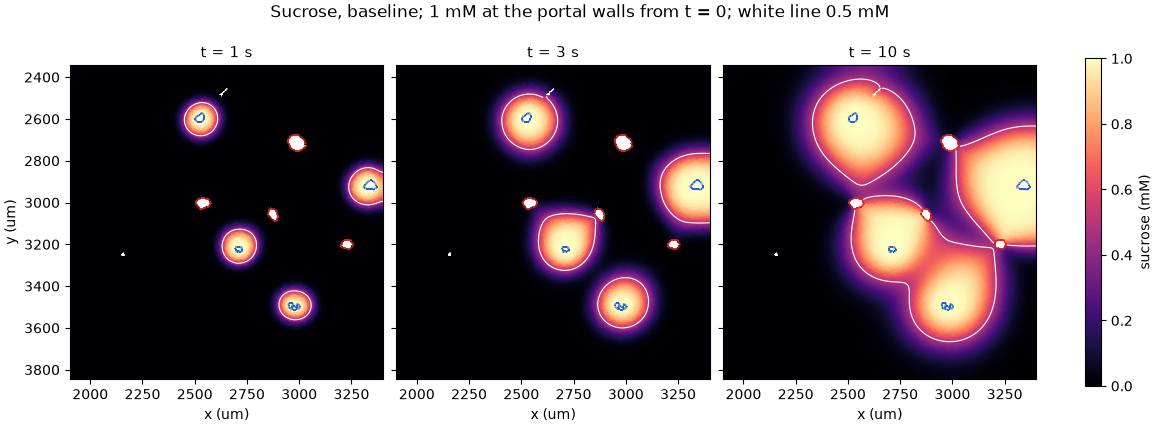 Sucrose, baseline; 1 mM at the portal walls from t = 0; white line 0.5 mM
t = 1 s
t = 3 s
t = 10 s
y (um)
2400
2600
2800
3000
3200
3400
3600
3800
2000 2250 2500 2750 3000 3250
x (um)
2000 2250 2500 2750 3000 3250
x (um)
2000 2250 2500 2750 3000 3250
x (um)
1.0
0.8
0.6
0.4
0.2
0.0
sucrose (mM)